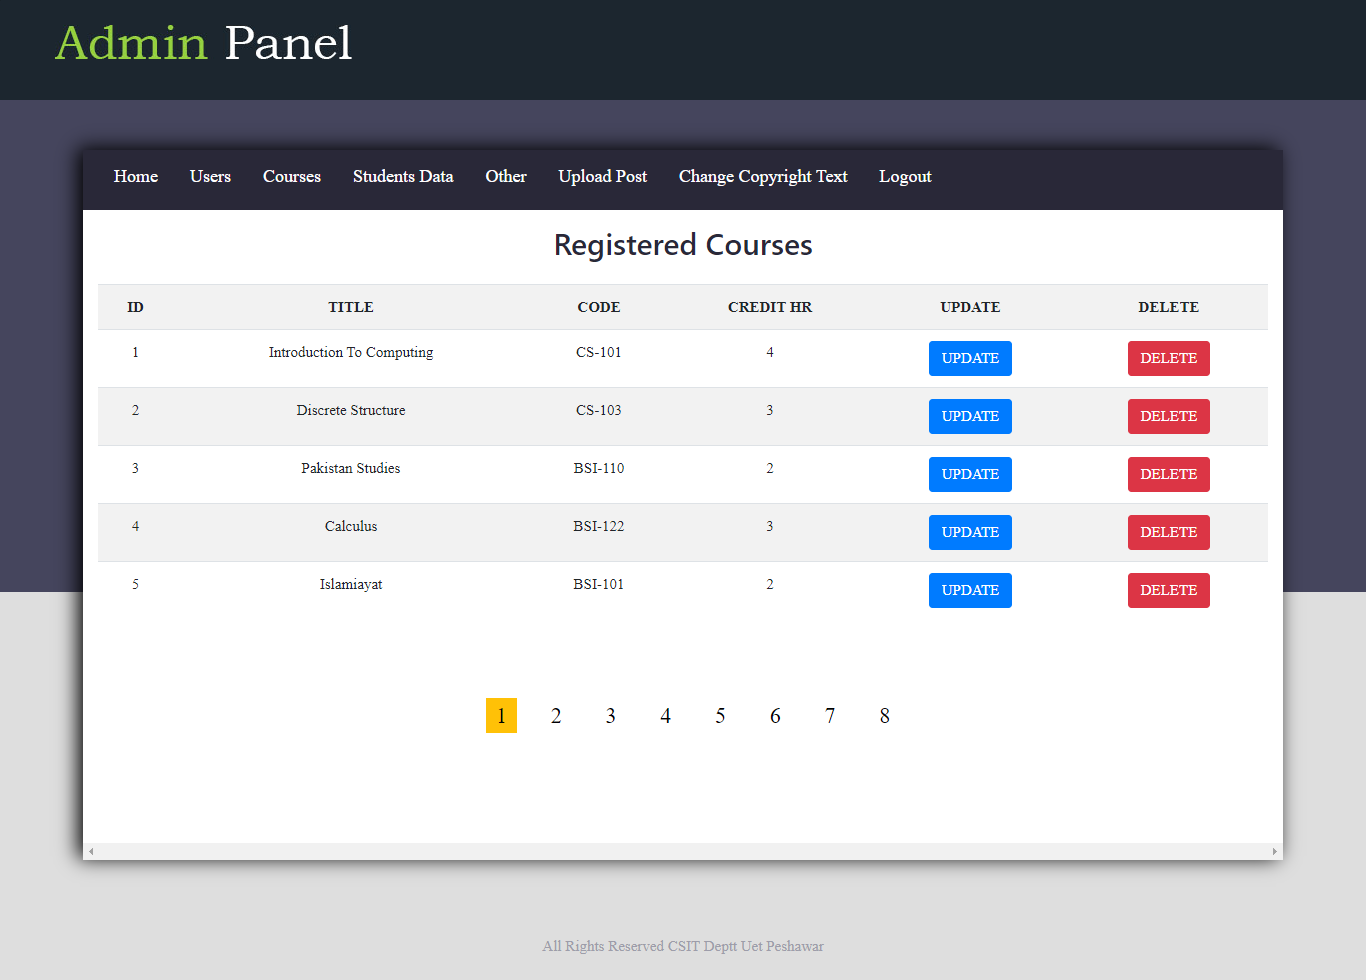 Admin Panel
Home Users Courses Students Data Other Upload Post Change Copyright Text Logout
Registered Courses
ID TITLE CODE CREDIT HR UPDATE DELETE
1 Introduction To Computing CS-101 4 UPDATE DELETE
2 Discrete Structure CS-103 3 UPDATE DELETE
3 Pakistan Studies BSI-110 2 UPDATE DELETE
4 Calculus BSI-122 3 UPDATE DELETE
5 Islamiayat BSI-101 2 UPDATE DELETE
1 2 3 4 5 6 7 8
All Rights Reserved CSIT Deptt Uet Peshawar